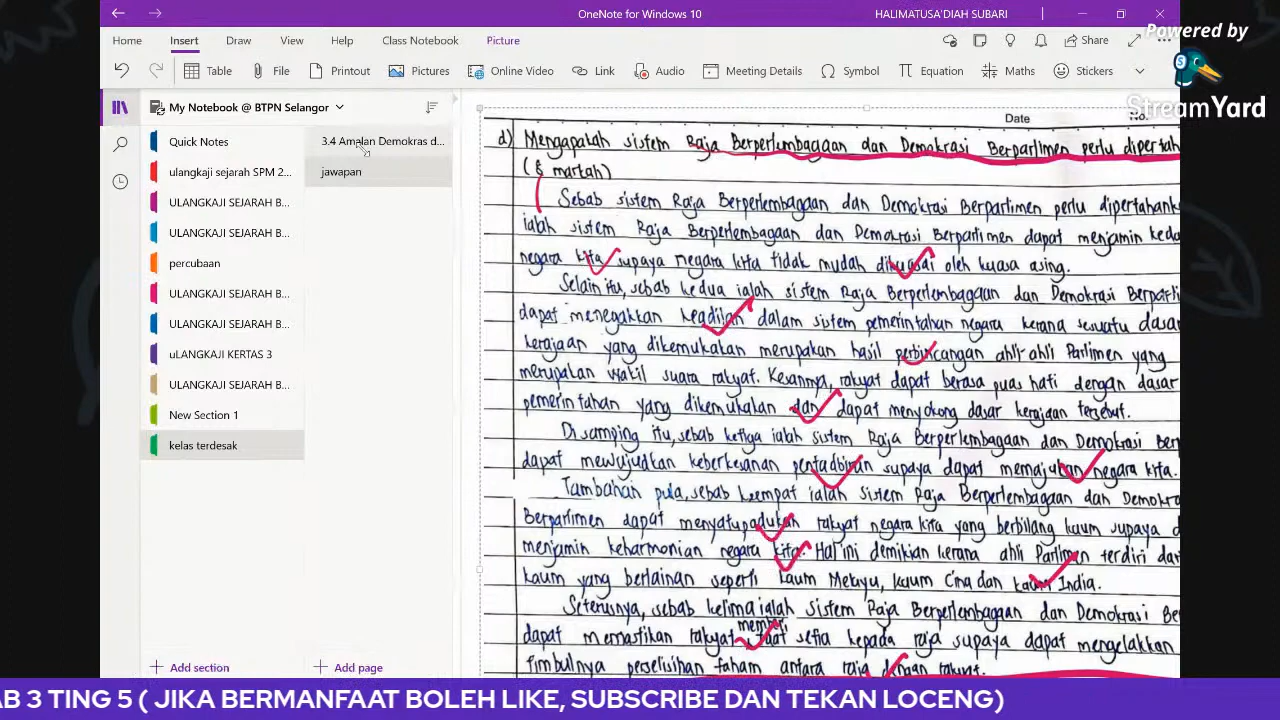 OneNote for Windows 10
HALIMATUSA'DIAH SUBARI
Powered by
StreamYard
Home
Insert
Draw
View
Help
Class Notebook
Picture
Share
Table
File
Printout
Pictures
Online Video
Link
Audio
Meeting Details
Symbol
Equation
Maths
Stickers
My Notebook @ BTPN Selangor
Quick Notes
ulangkaji sejarah SPM 2...
ULANGKAJI SEJARAH B...
ULANGKAJI SEJARAH B...
percubaan
ULANGKAJI SEJARAH B...
ULANGKAJI SEJARAH B...
uLANGKAJI KERTAS 3
ULANGKAJI SEJARAH B...
New Section 1
kelas terdesak
Add section
3.4 Amalan Demokras d...
jawapan
Add page
Date No.
d) Mengapakah sistem Raja Berperlembagaan dan Demokrasi Berparlimen perlu dipertah
(8 markah)
Sebab sistem Raja Berperlembagaan dan Demokrasi Berparlimen perlu dipertahank
ialah sistem Raja Berperlembagaan dan Demokrasi Berparlimen dapat menjamin keda
negara kita supaya negara kita tidak mudah dikuasai oleh kuasa asing.
Selain itu, sebab kedua ialah sistem Raja Berperlembagaan dan Demokrasi Berparli
dapat menegakkan keadilan dalam sistem pemerintahan negara kerana sesuatu dasar
kerajaan yang dikemukakan merupakan hasil perbincangan ahli-ahli Parlimen yang
merupakan wakil suara rakyat. Kesannya, rakyat dapat berasa puas hati dengan dasar
pemerintahan yang dikemukakan dan dapat menyokong dasar kerajaan tersebut.
Di samping itu, sebab ketiga ialah sistem Raja Berperlembagaan dan Demokrasi Ber
dapat mewujudkan keberkesanan pentadbiran supaya dapat memajukan negara kita.
Tambahan pula, sebab keempat ialah sistem Raja Berperlembagaan dan Demokra
Berparlimen dapat menyatupadukan rakyat negara kita yang berbilang kaum supaya d
menjamin keharmonian negara kita. Hal ini demikian kerana ahli Parlimen terdiri dar
kaum yang berlainan seperti kaum Melayu, kaum Cina dan kaum India.
Seterusnya, sebab kelima ialah sistem Raja Berperlembagaan dan Demokrasi Be
dapat memastikan rakyat taat setia kepada raja supaya dapat mengelakkan
timbulnya perselisihan faham antara raja dengan rakyat.
AB 3 TING 5 ( JIKA BERMANFAAT BOLEH LIKE, SUBSCRIBE DAN TEKAN LOCENG)